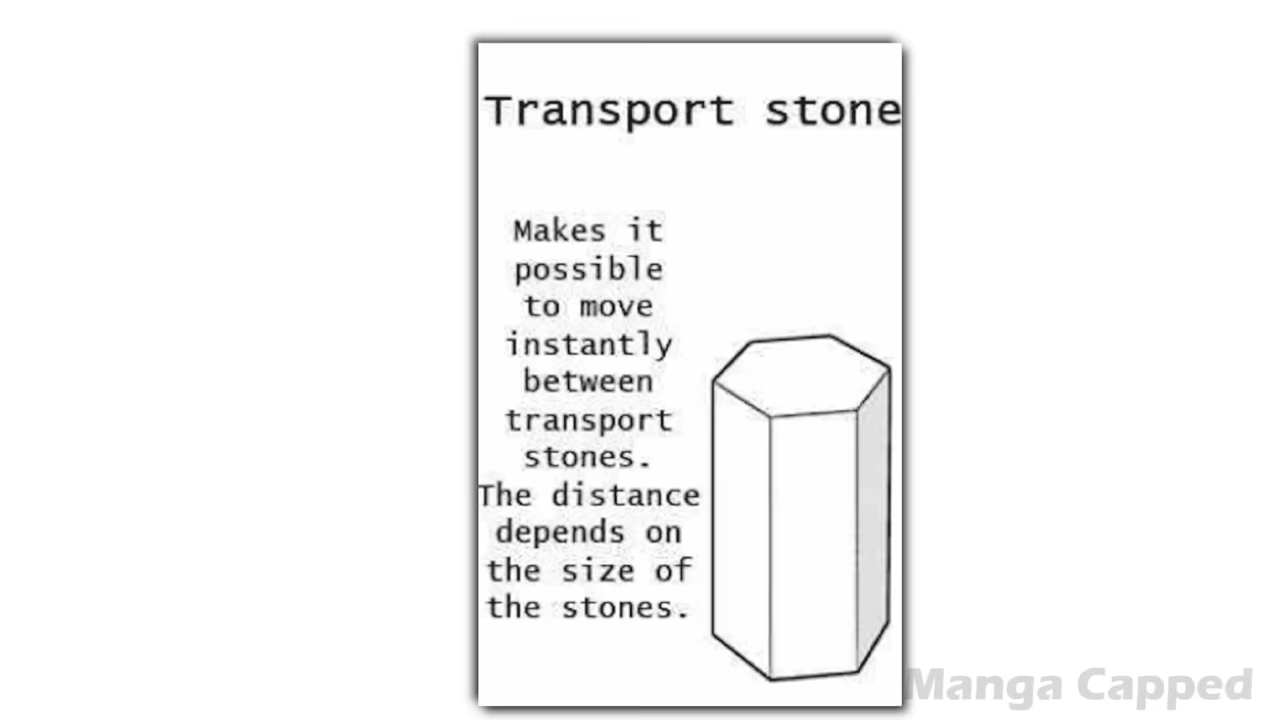 Transport stone
Makes it
possible
to move
instantly
between
transport
stones.
The distance
depends on
the size of
the stones.
Manga Capped